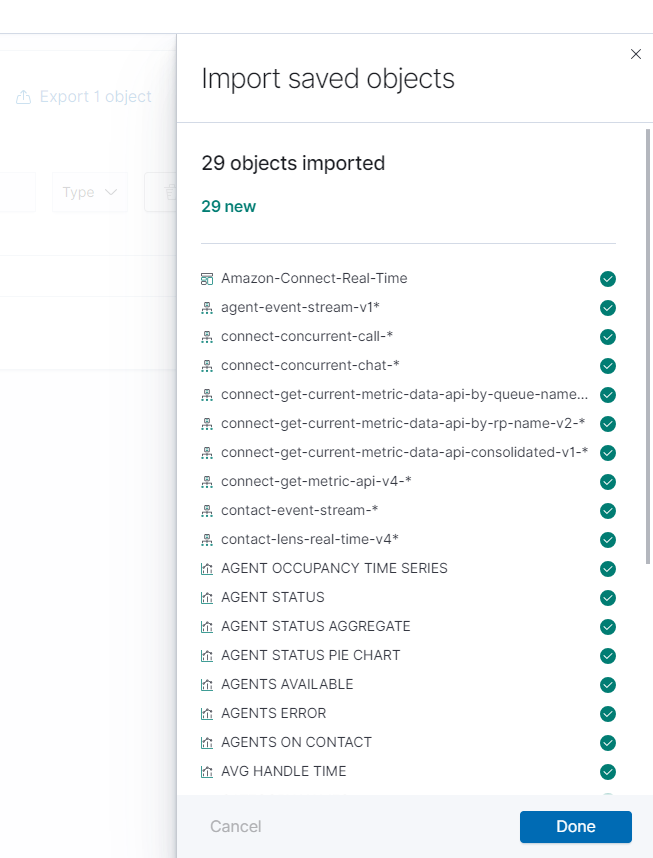 Import saved objects
Export 1 object
Type
29 objects imported
29 new
Amazon-Connect-Real-Time
agent-event-stream-v1*
connect-concurrent-call-*
connect-concurrent-chat-*
connect-get-current-metric-data-api-by-queue-name...
connect-get-current-metric-data-api-by-rp-name-v2-*
connect-get-current-metric-data-api-consolidated-v1-*
connect-get-metric-api-v4-*
contact-event-stream-*
contact-lens-real-time-v4*
AGENT OCCUPANCY TIME SERIES
AGENT STATUS
AGENT STATUS AGGREGATE
AGENT STATUS PIE CHART
AGENTS AVAILABLE
AGENTS ERROR
AGENTS ON CONTACT
AVG HANDLE TIME
Cancel
Done